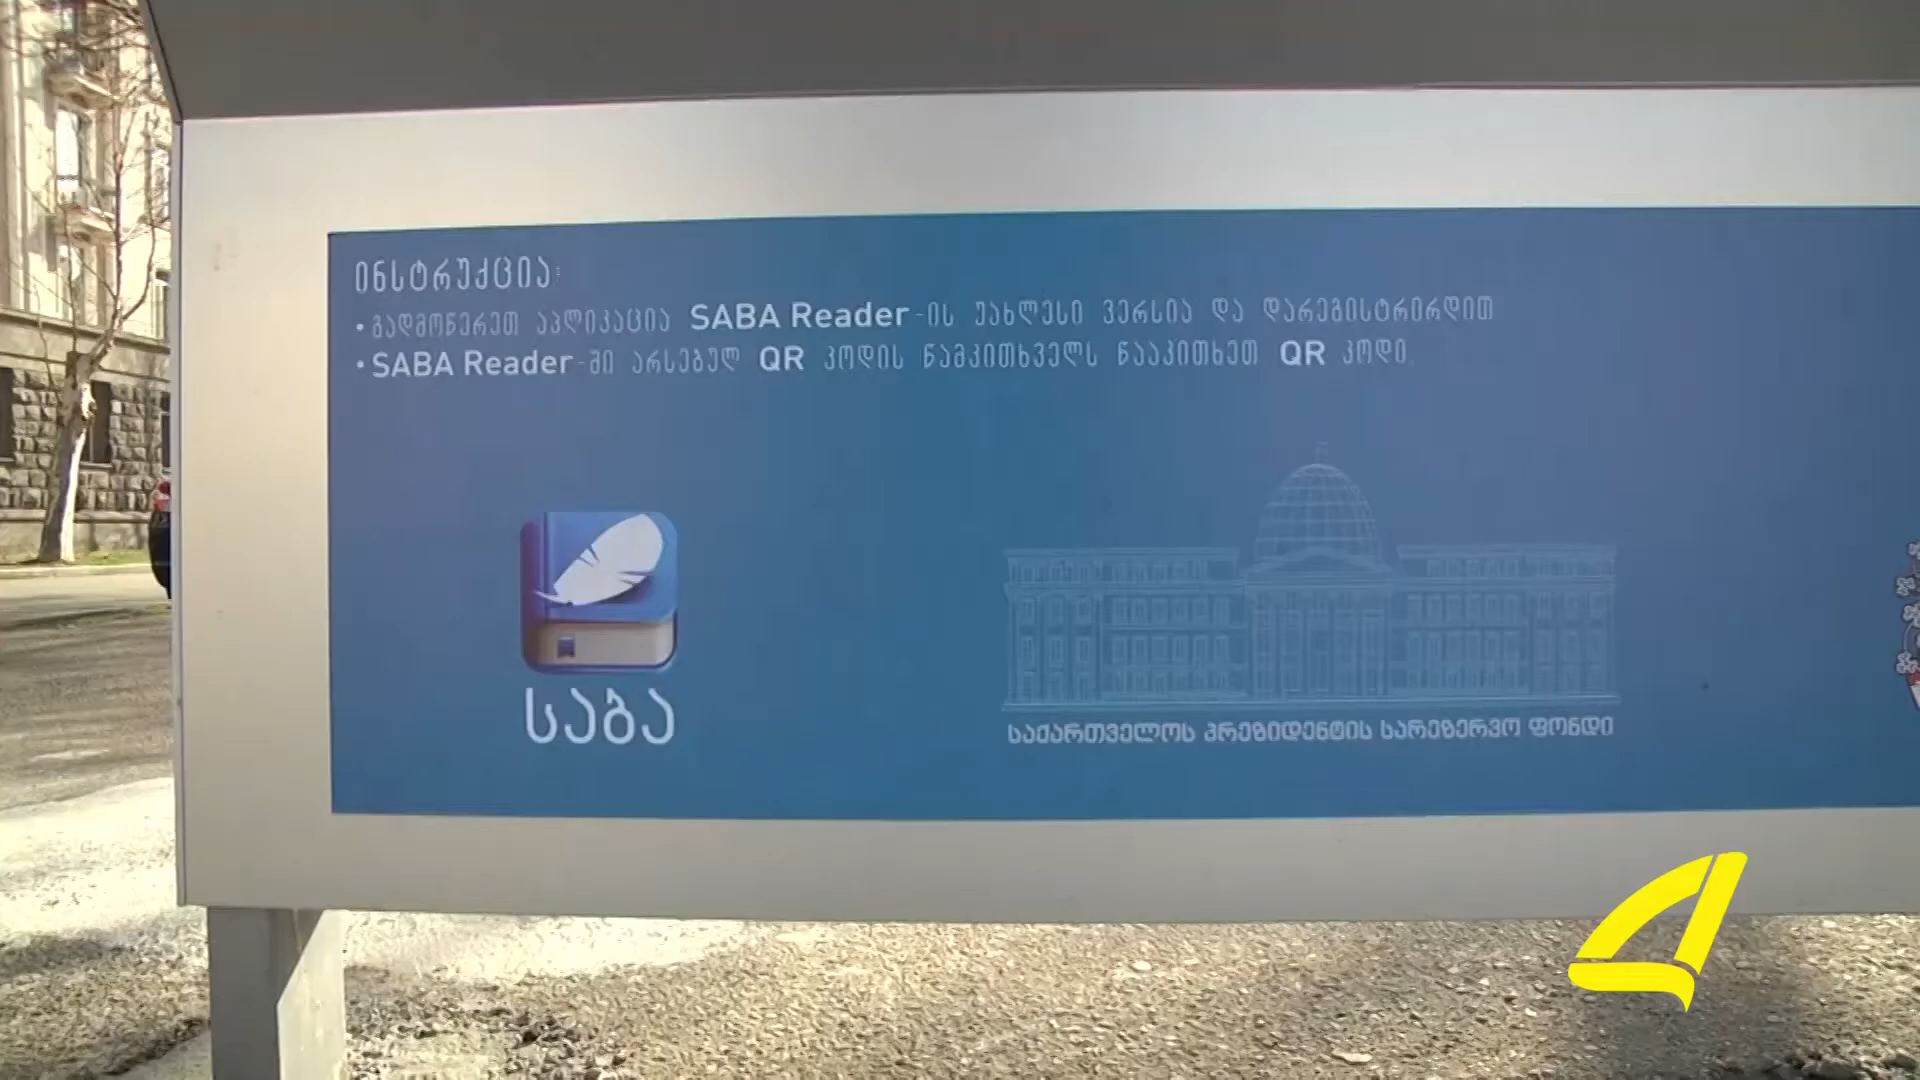 ინსტრუქცია:
• გადმოწერეთ აპლიკაცია SABA Reader-ის უახლესი ვერსია და დარეგისტრირდით
• SABA Reader-ში არსებულ QR კოდის წამკითხველს წააკითხეთ QR კოდი.
საბა
საქართველოს პრეზიდენტის სარეზერვო ფონდი